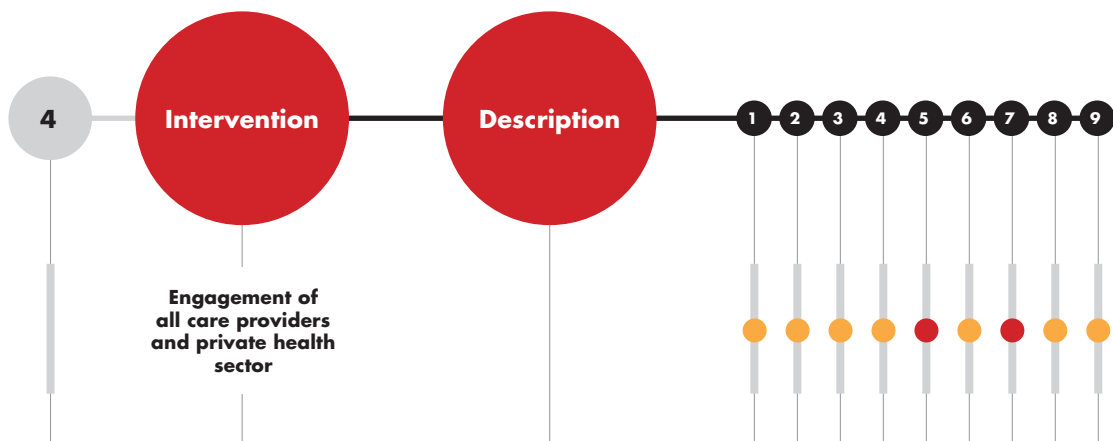 4
Intervention
Description
1 2 3 4 5 6 7 8 9
Engagement of
all care providers
and private health
sector